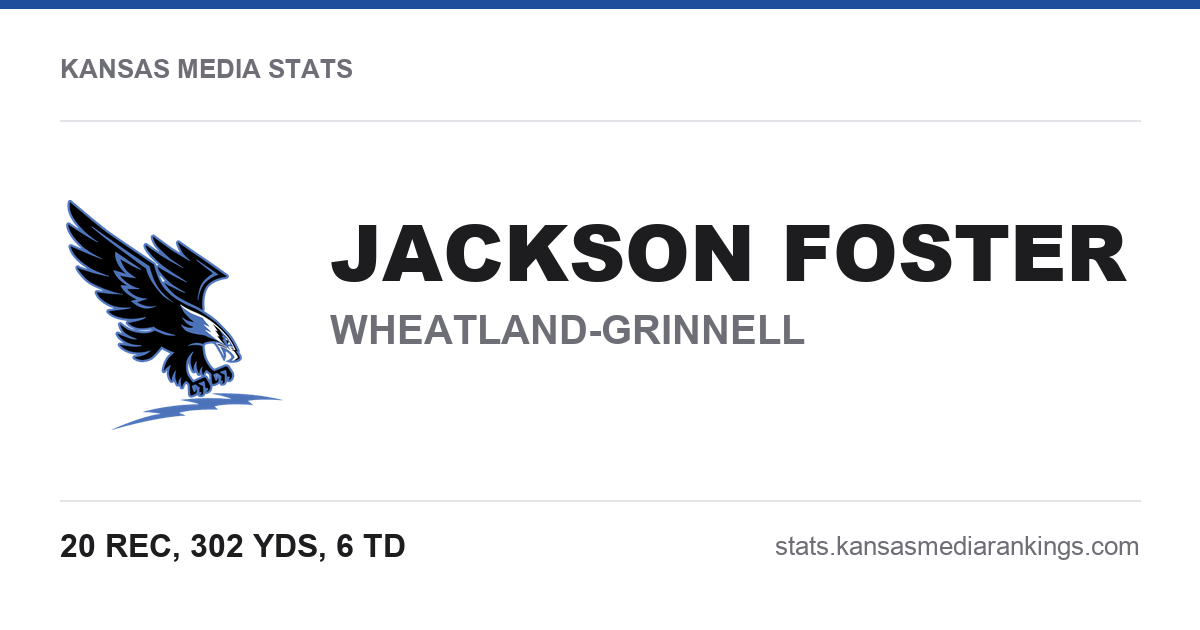 KANSAS MEDIA STATS
JACKSON FOSTER
WHEATLAND-GRINNELL
20 REC, 302 YDS, 6 TD
stats.kansasmediarankings.com